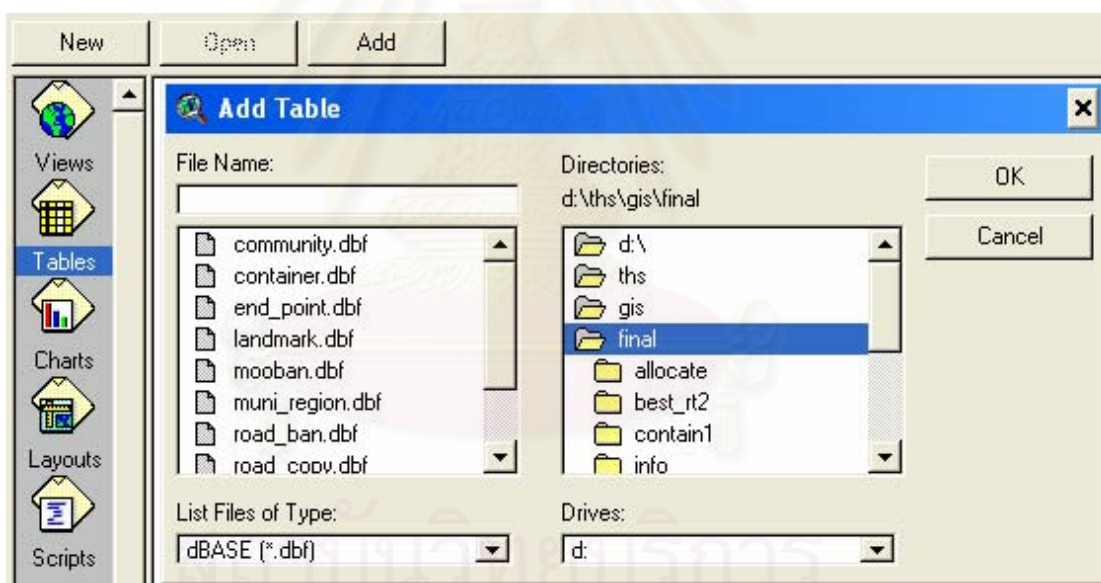 New Open Add
Views
Tables
Charts
Layouts
Scripts
Add Table
File Name:
community.dbf
container.dbf
end_point.dbf
landmark.dbf
mooban.dbf
muni_region.dbf
road_ban.dbf
road_copy.dbf
List Files of Type:
dBASE (*.dbf)
Directories:
d:\ths\gis\final
d:\
ths
gis
final
allocate
best_rt2
contain1
info
Drives:
d:
OK
Cancel